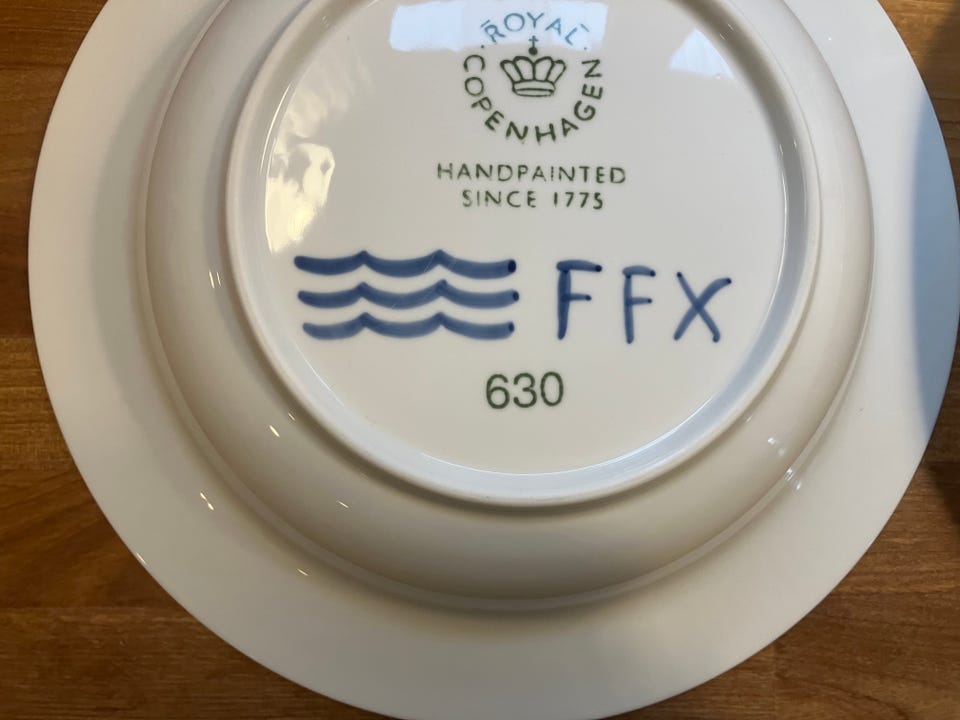 ROYAL
COPENHAGEN
HANDPAINTED
SINCE 1775
FFX
630